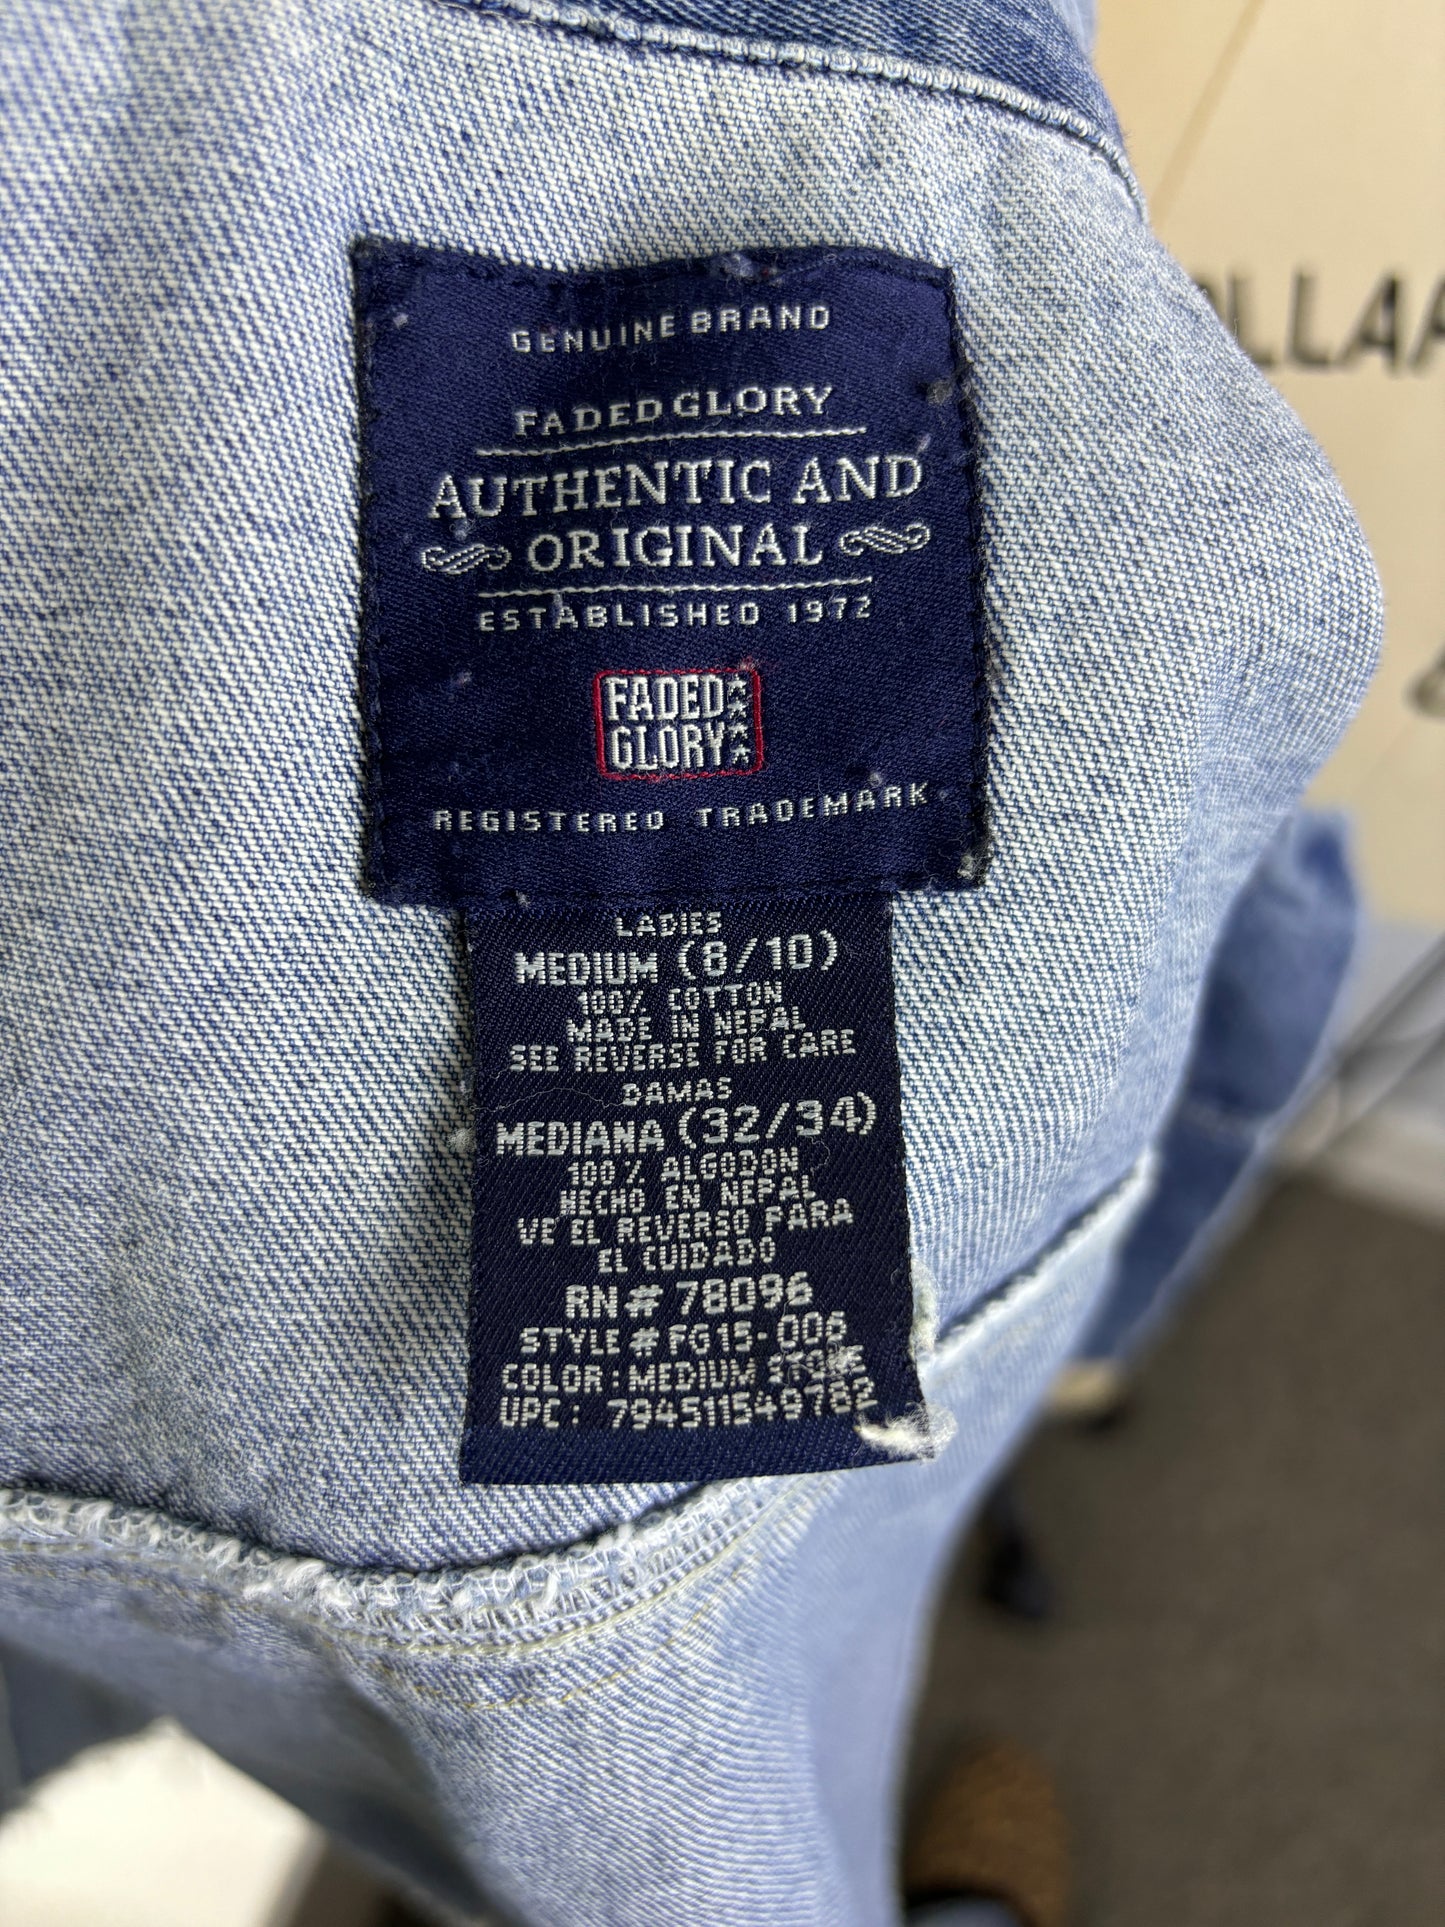 GENUINE BRAND
FADED GLORY
AUTHENTIC AND
ORIGINAL
ESTABLISHED 1972
FADED
GLORY
REGISTERED TRADEMARK
LADIES
MEDIUM (8/10)
100% COTTON
MADE IN NEPAL
SEE REVERSE FOR CARE
DAMAS
MEDIANA (32/34)
100% ALGODON
HECHO EN NEPAL
VE EL REVERSO PARA
EL CUIDADO
RN# 78096
STYLE# FG15-006
COLOR: MEDIUM
UPC: 794511549782